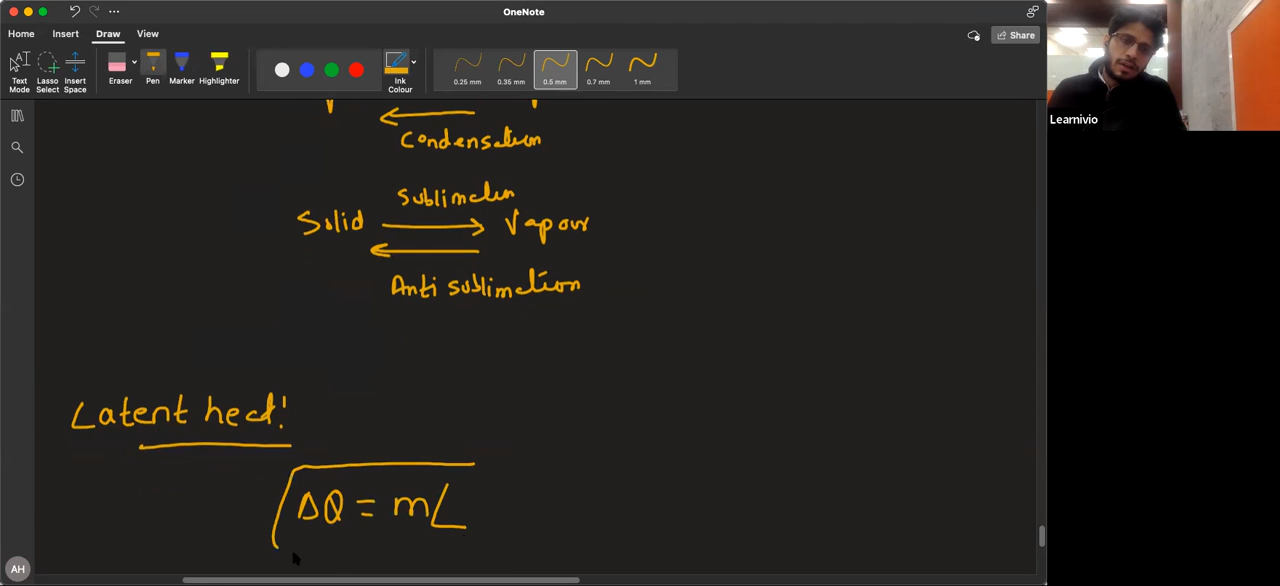 OneNote
Home Insert Draw View
Share
Text Mode
Lasso Select
Insert Space
Eraser
Pen
Marker
Highlighter
Ink Colour
0.25 mm 0.35 mm 0.5 mm 0.7 mm 1 mm
Learnivio
Condensation
Sublimation
Solid Vapour
Anti sublimation
Latent heat!
ΔQ = mL
AH